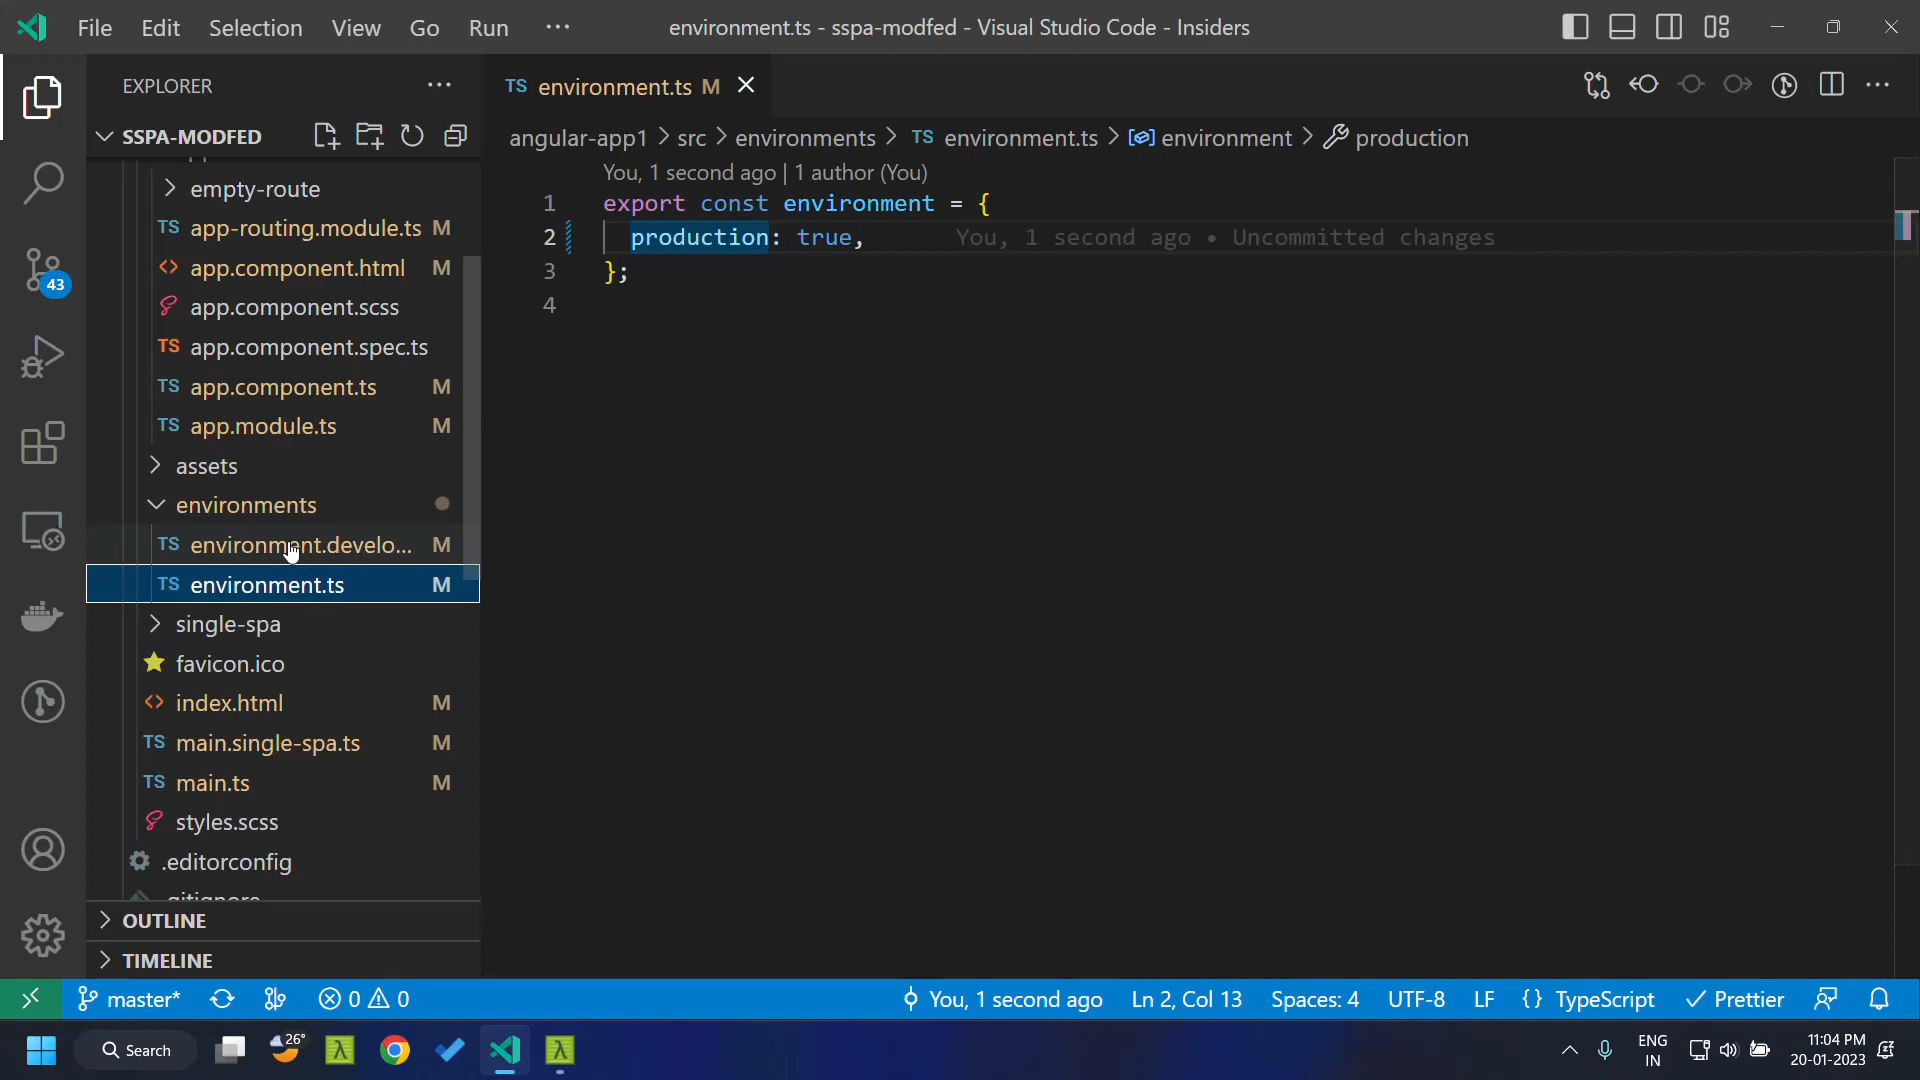 File Edit Selection View Go Run ···
environment.ts - sspa-modfed - Visual Studio Code - Insiders
EXPLORER
SSPA-MODFED
empty-route
TS app-routing.module.ts M
app.component.html M
app.component.scss
TS app.component.spec.ts
TS app.component.ts M
TS app.module.ts M
assets
environments
TS environment.develo... M
TS environment.ts M
single-spa
favicon.ico
index.html M
TS main.single-spa.ts M
TS main.ts M
styles.scss
.editorconfig
.gitignore
OUTLINE
TIMELINE
43
TS environment.ts M
angular-app1 > src > environments > TS environment.ts > environment > production
You, 1 second ago | 1 author (You)
1 export const environment = {
2 production: true, You, 1 second ago • Uncommitted changes
3 };
4
master* 0 0 You, 1 second ago Ln 2, Col 13 Spaces: 4 UTF-8 LF {} TypeScript Prettier
Search 26° λ λ ENG IN 11:04 PM 20-01-2023